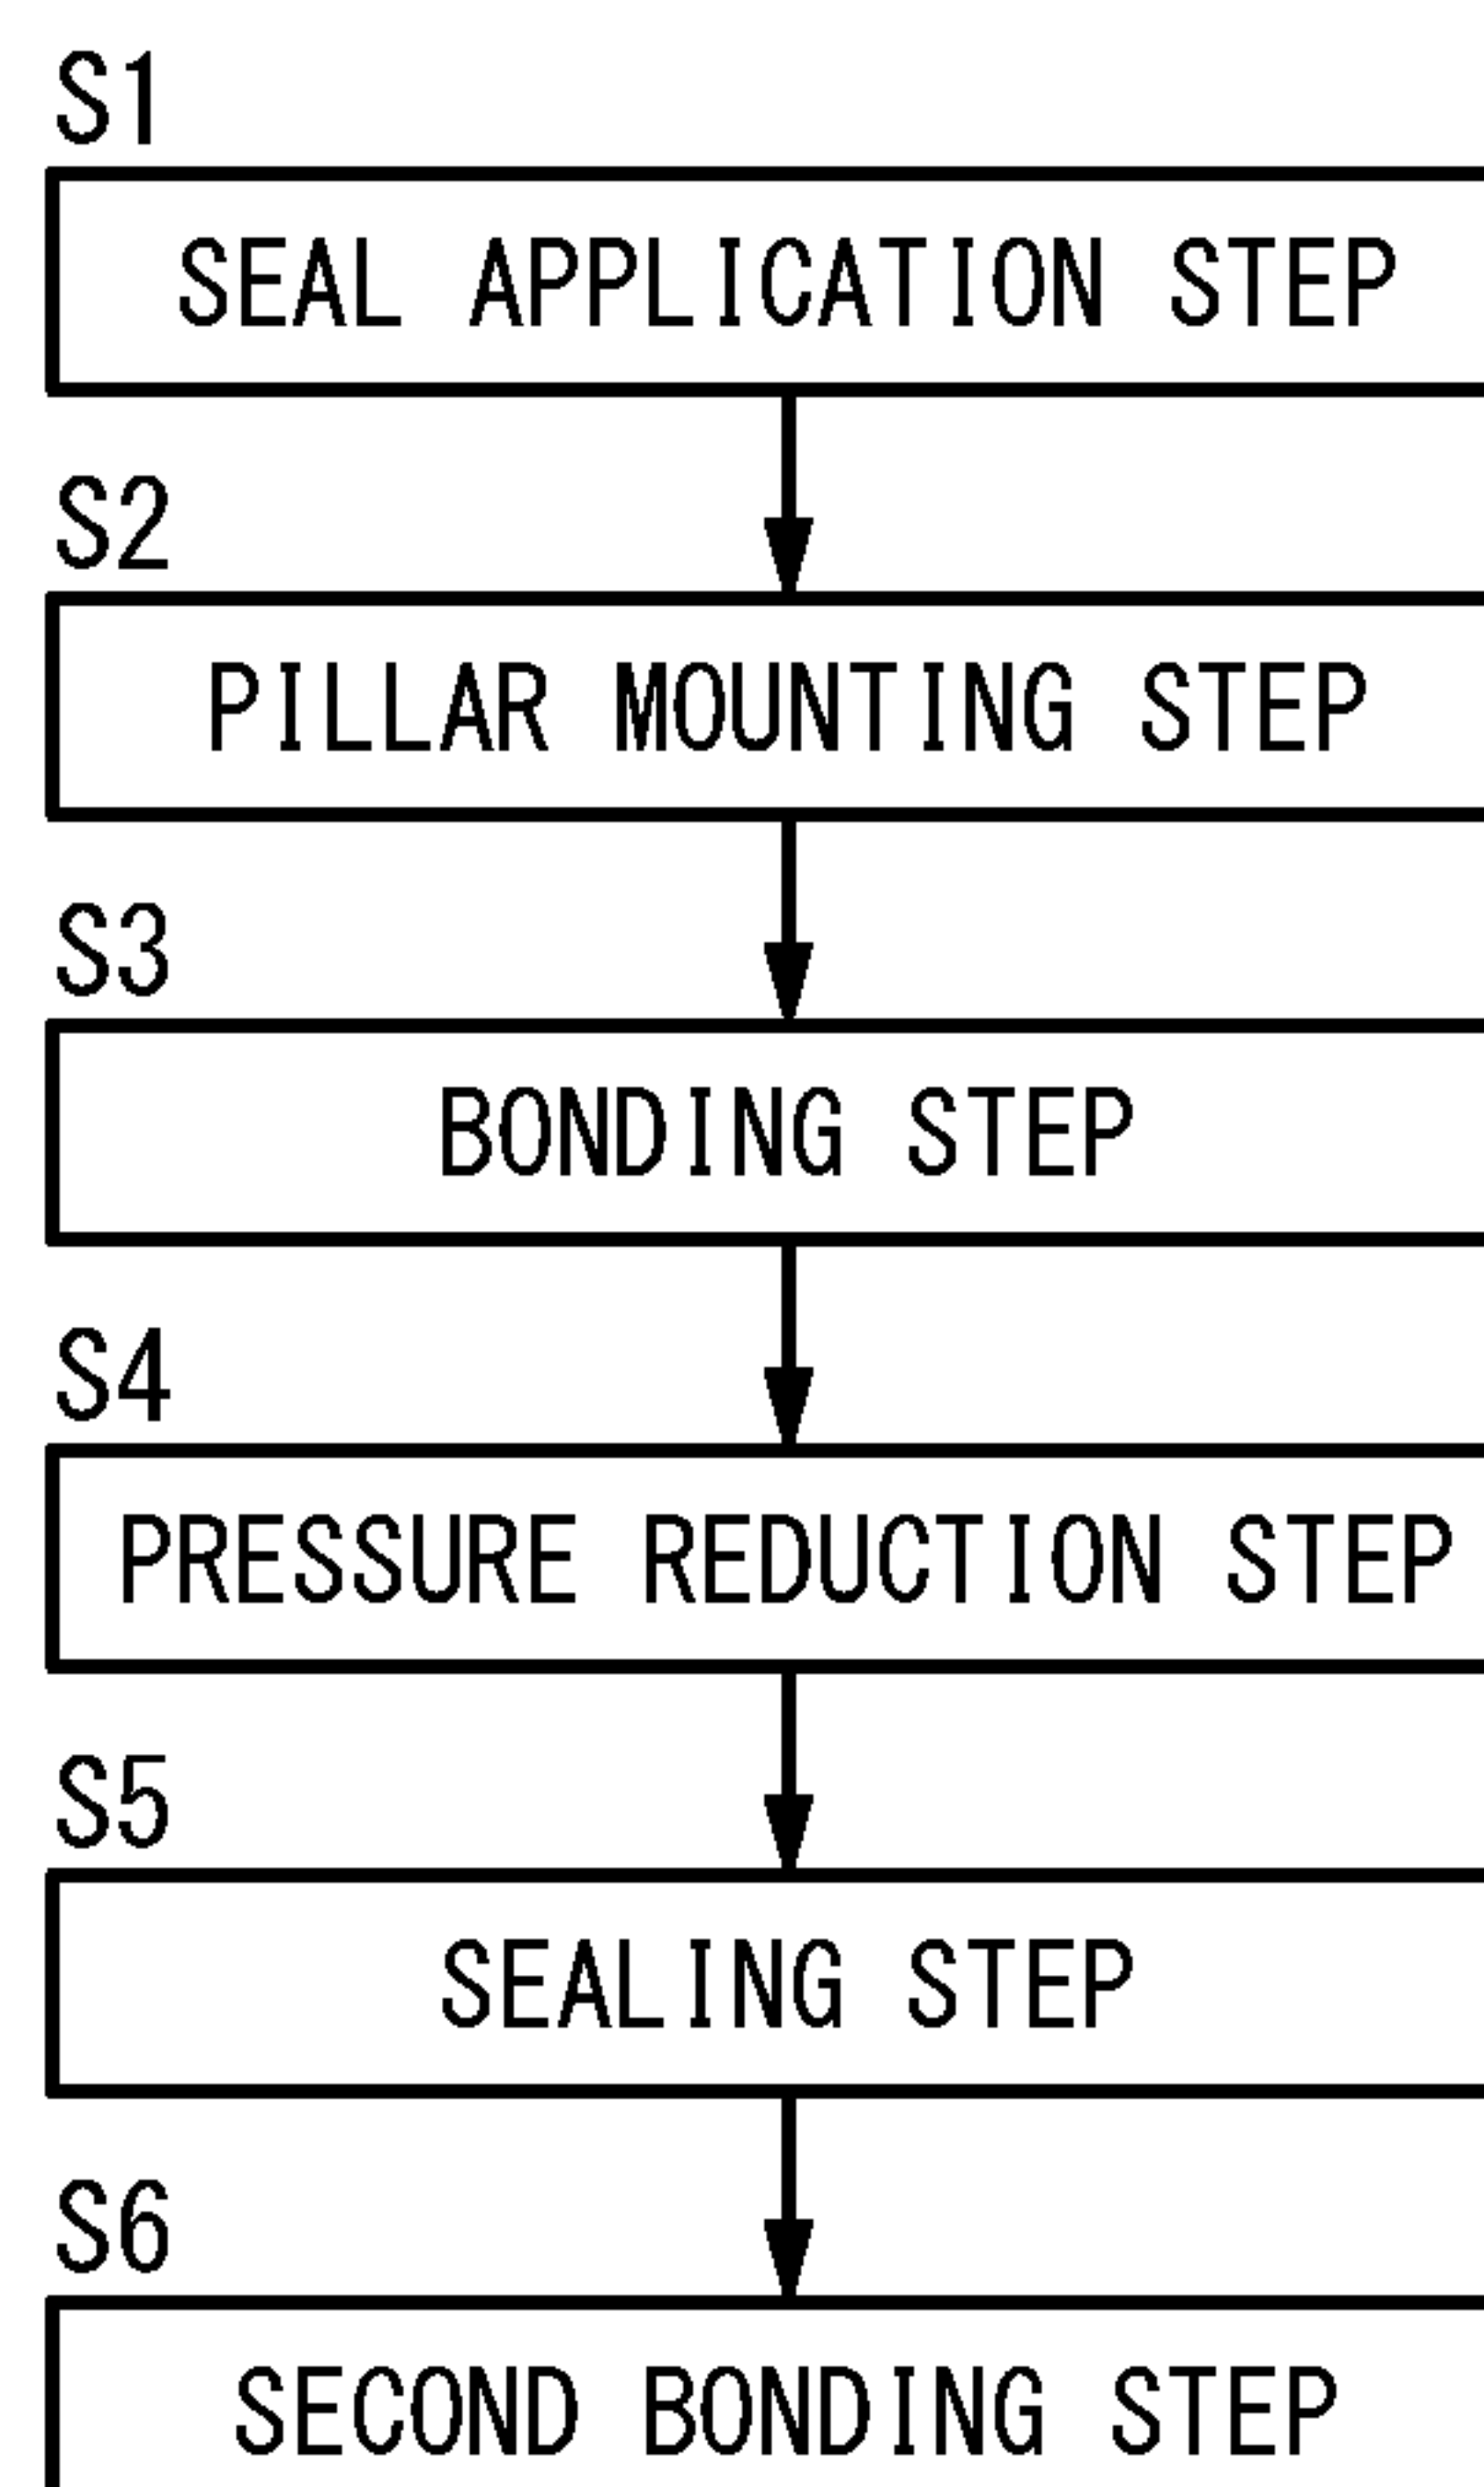 S1
SEAL APPLICATION STEP
S2
PILLAR MOUNTING STEP
S3
BONDING STEP
S4
PRESSURE REDUCTION STEP
S5
SEALING STEP
S6
SECOND BONDING STEP